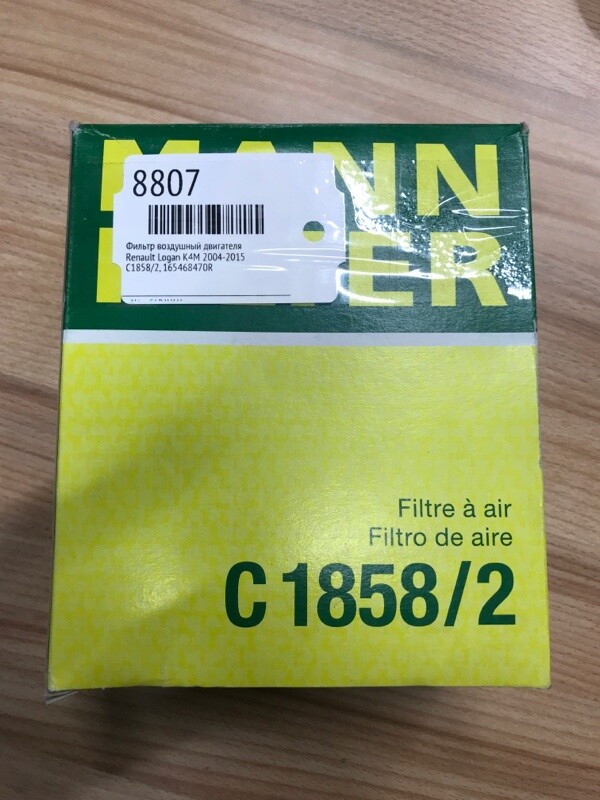 MANN
8807
Фильтр воздушный двигателя
Renault Logan K4M 2004-2015
C1858/2, 165468470R
Filtre à air
Filtro de aire
C 1858/2